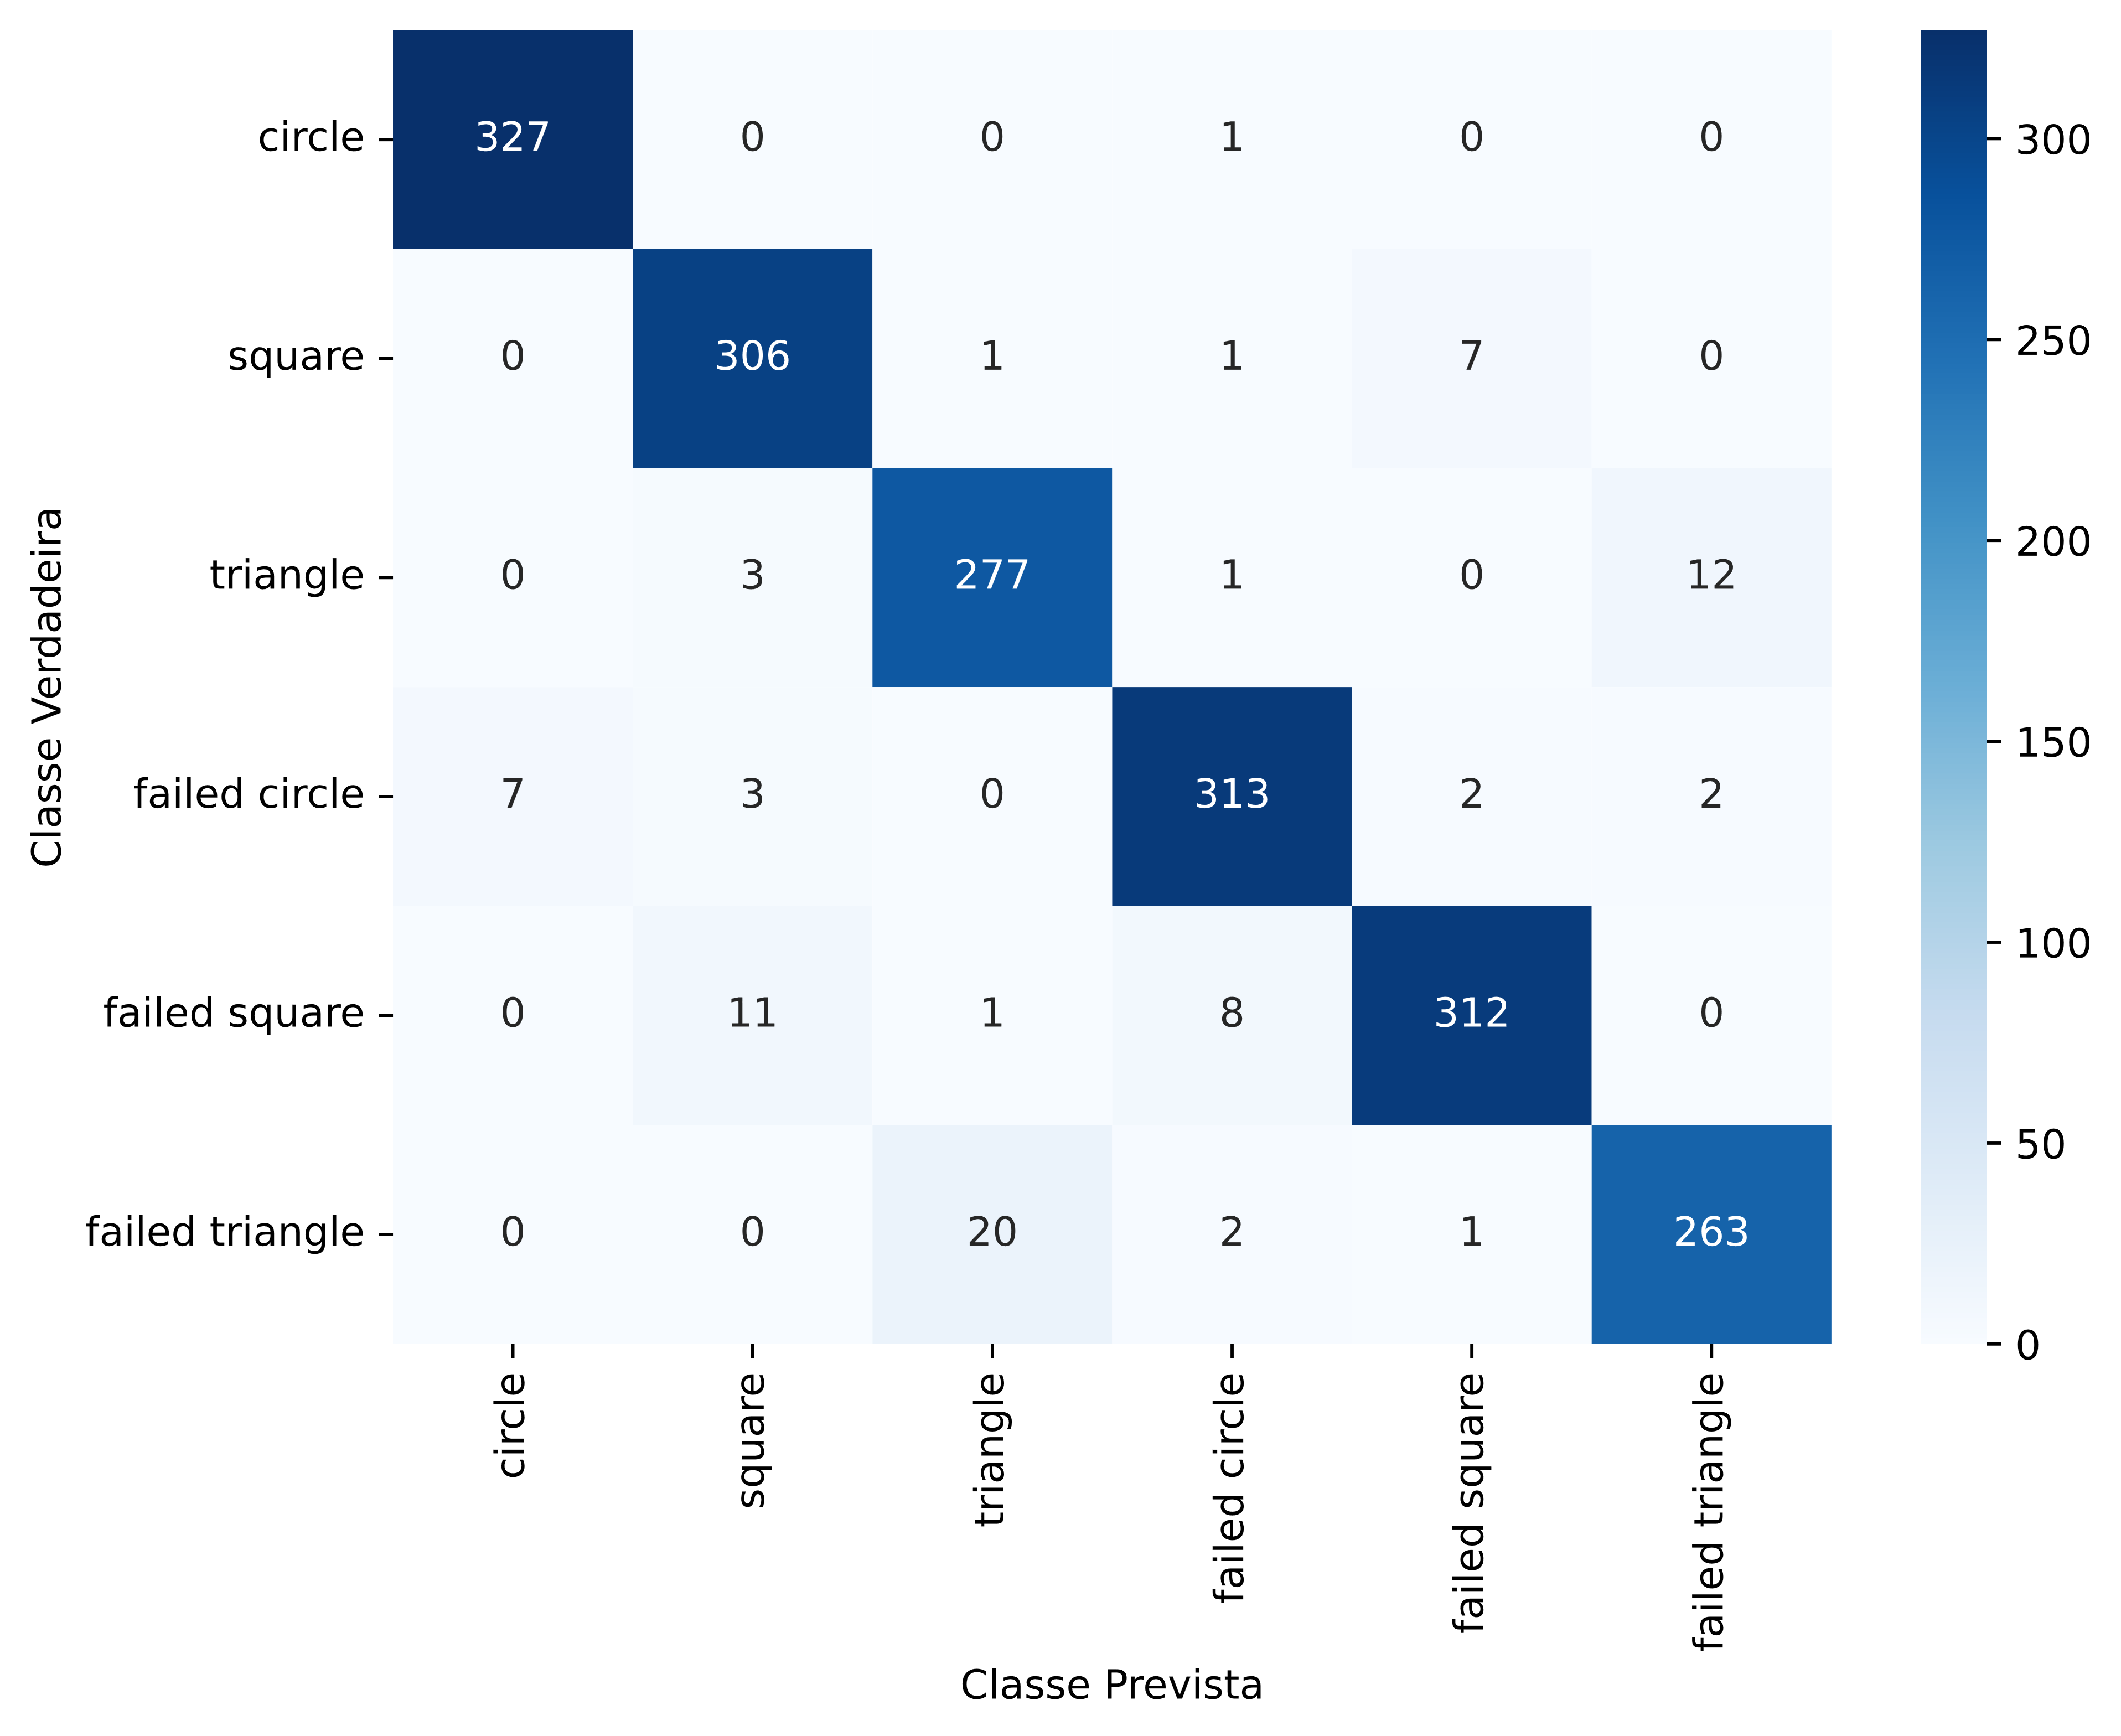 circle 327 0 0 1 0 0
square 0 306 1 1 7 0
triangle 0 3 277 1 0 12
failed circle 7 3 0 313 2 2
failed square 0 11 1 8 312 0
failed triangle 0 0 20 2 1 263
Classe Verdadeira
circle
square
triangle
failed circle
failed square
failed triangle
Classe Prevista
300
250
200
150
100
50
0